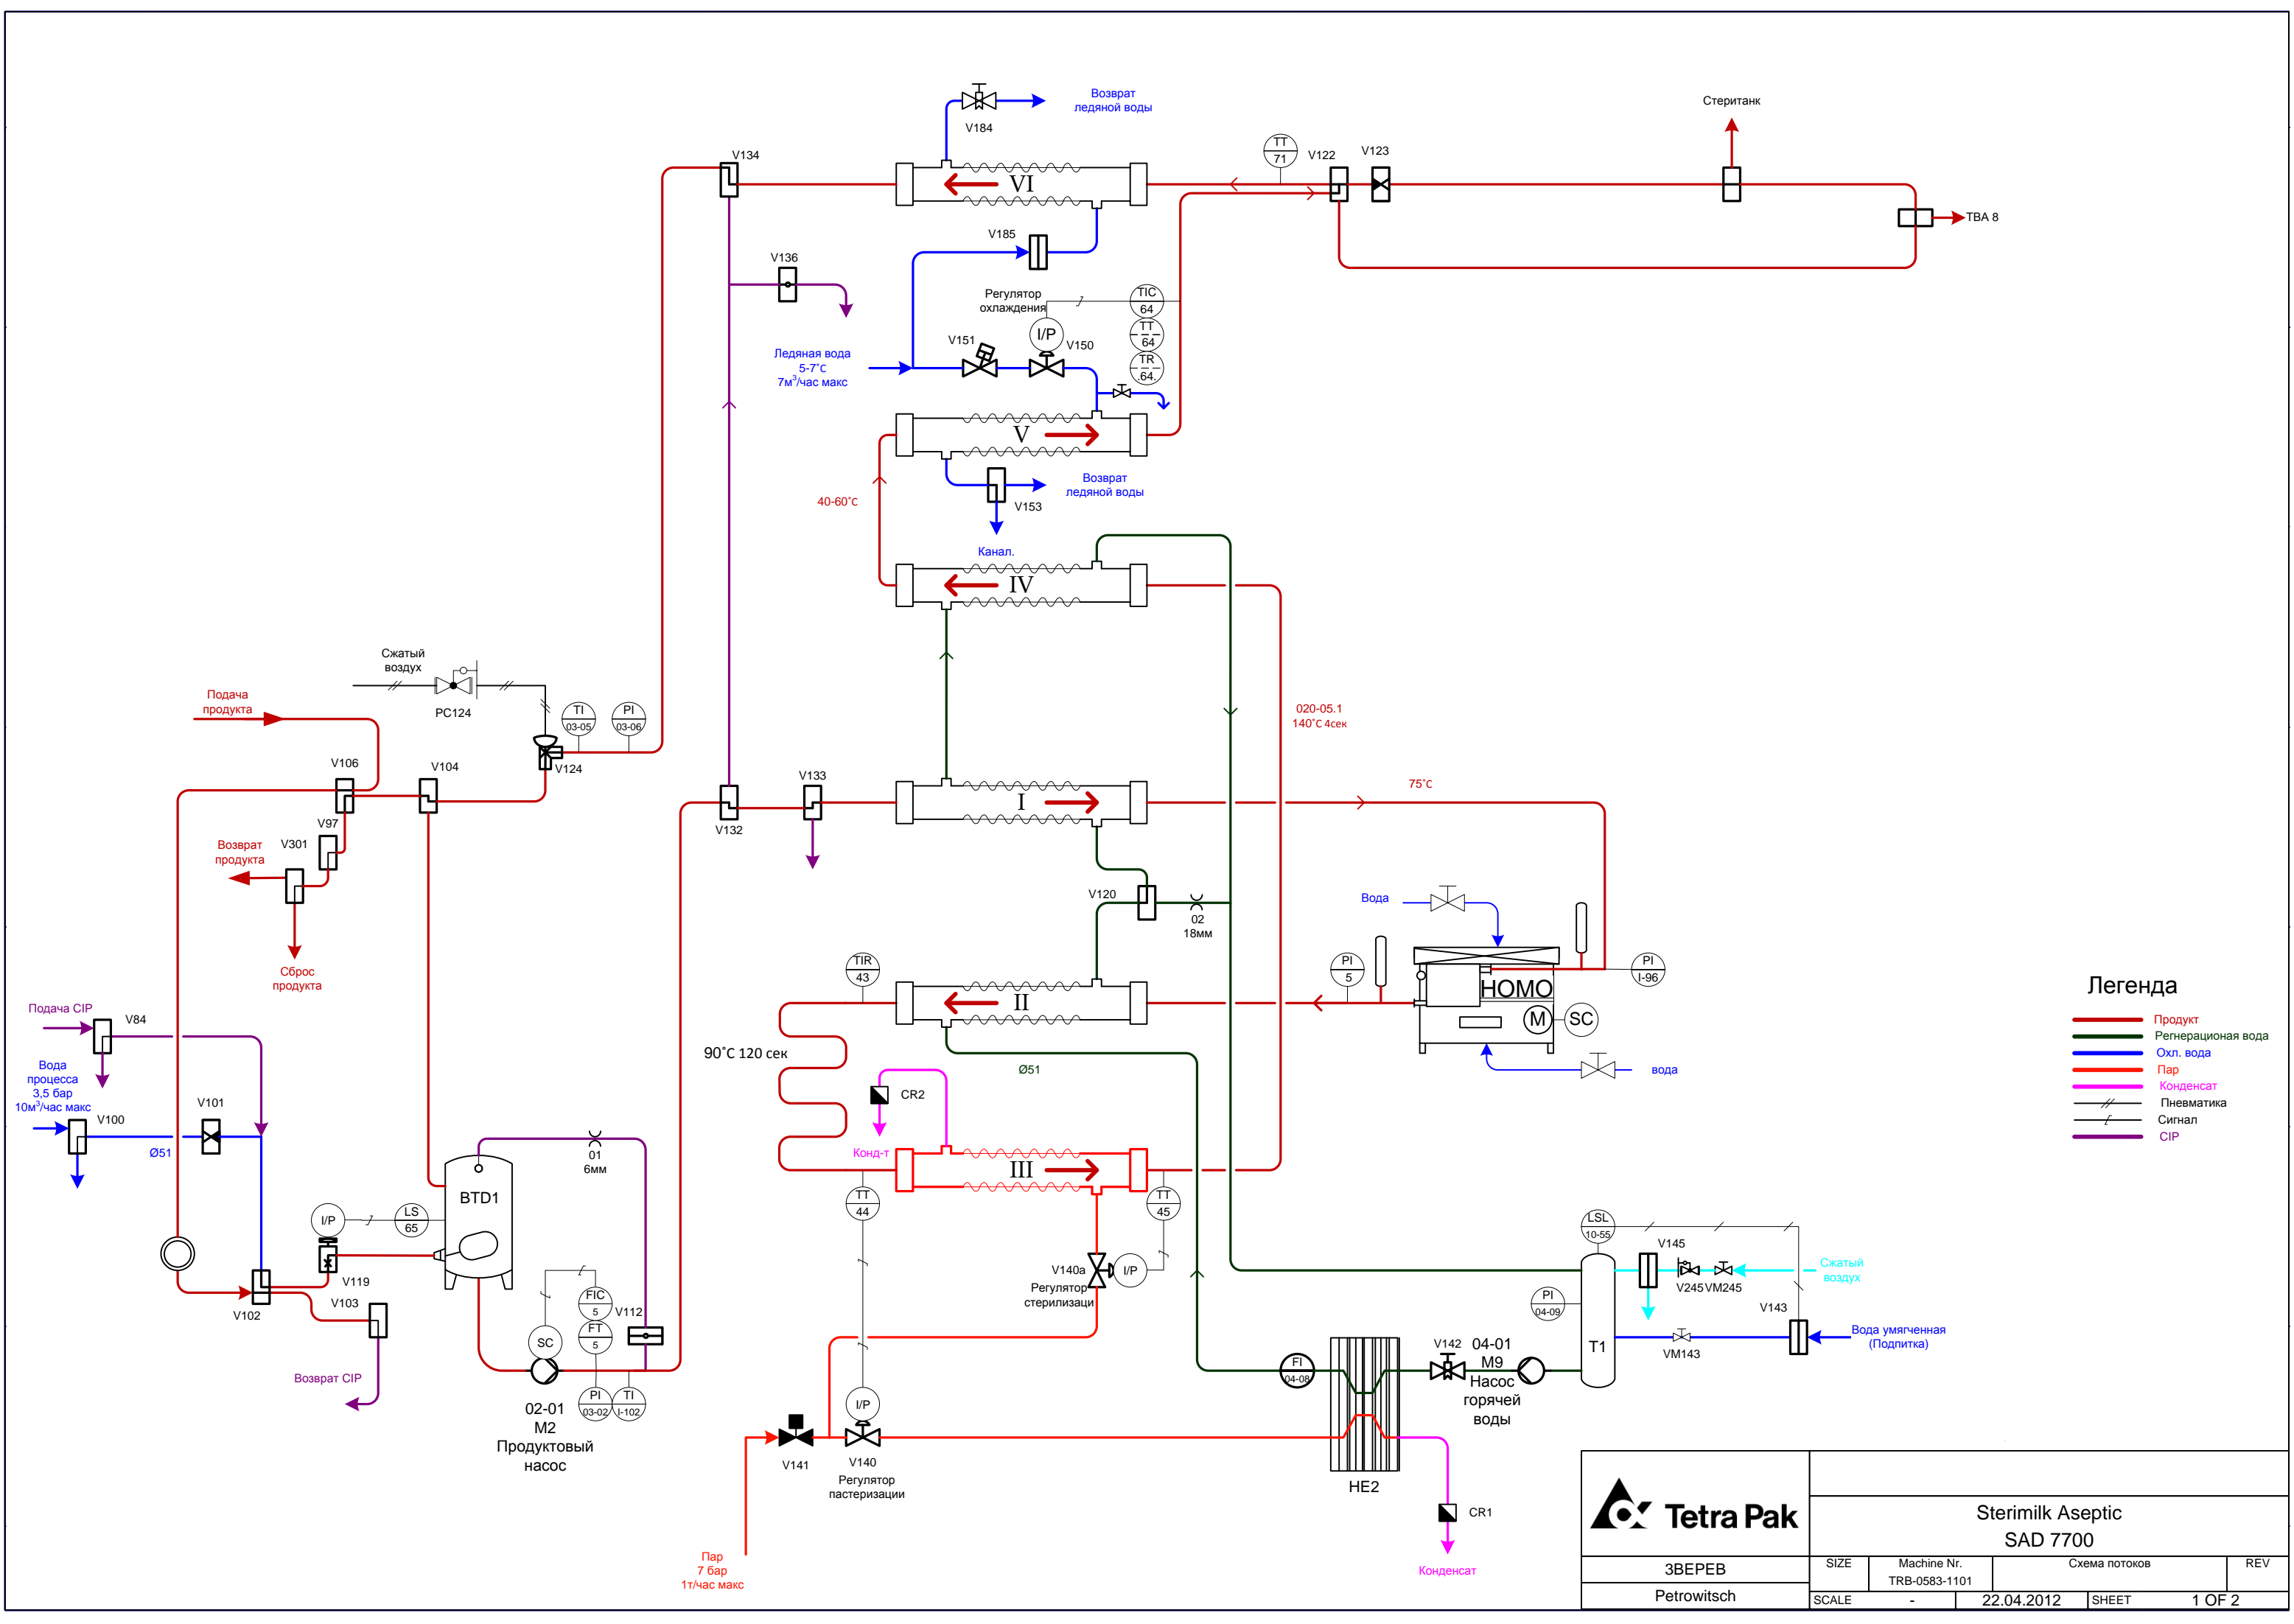 Возврат
ледяной воды
V184
Стеританк
TT
71
V122
V123
V134
VI
TBA 8
V185
V136
Регулятор
охлаждения
TIC
64
I/P
TT
64
V151
V150
TR
.64.
Ледяная вода
5-7˚C
7м³/час макс
V
Возврат
ледяной воды
V153
40-60˚C
Канал.
IV
Сжатый
воздух
PC124
Подача
продукта
TI
03-05
PI
03-06
020-05.1
140˚C 4сек
V124
V106
V104
V133
75˚C
I
V132
V97
V301
Возврат
продукта
V120
02
18мм
Вода
Сброс
продукта
TIR
43
PI
5
PI
I-96
HOMO
II
M
SC
Легенда
Продукт
Регнерационая вода
Охл. вода
Пар
Конденсат
Пневматика
Сигнал
CIP
Подача CIP
V84
90˚C 120 сек
Ø51
вода
Вода
процесса
3,5 бар
10м³/час макс
V100
V101
Ø51
CR2
Конд-т
01
6мм
III
BTD1
TT
44
TT
45
I/P
LS
65
LSL
10-55
V145
V119
V140a
I/P
Регулятор
стерилизаци
V245
VM245
Сжатый
воздух
V102
V103
FIC
5
FT
5
V112
SC
PI
04-09
V143
Вода умягченная
(Подпитка)
VM143
T1
Возврат CIP
PI
03-02
TI
I-102
02-01
M2
Продуктовый
насос
I/P
FI
04-08
V142
04-01
M9
Насос
горячей
воды
V141
V140
Регулятор
пастеризации
HE2
CR1
Конденсат
Пар
7 бар
1т/час макс
Tetra Pak
Sterimilk Aseptic
SAD 7700
ЗВЕРЕВ
SIZE
Machine Nr.
TRB-0583-1101
Схема потоков
REV
Petrowitsch
SCALE
-
22.04.2012
SHEET
1 OF 2